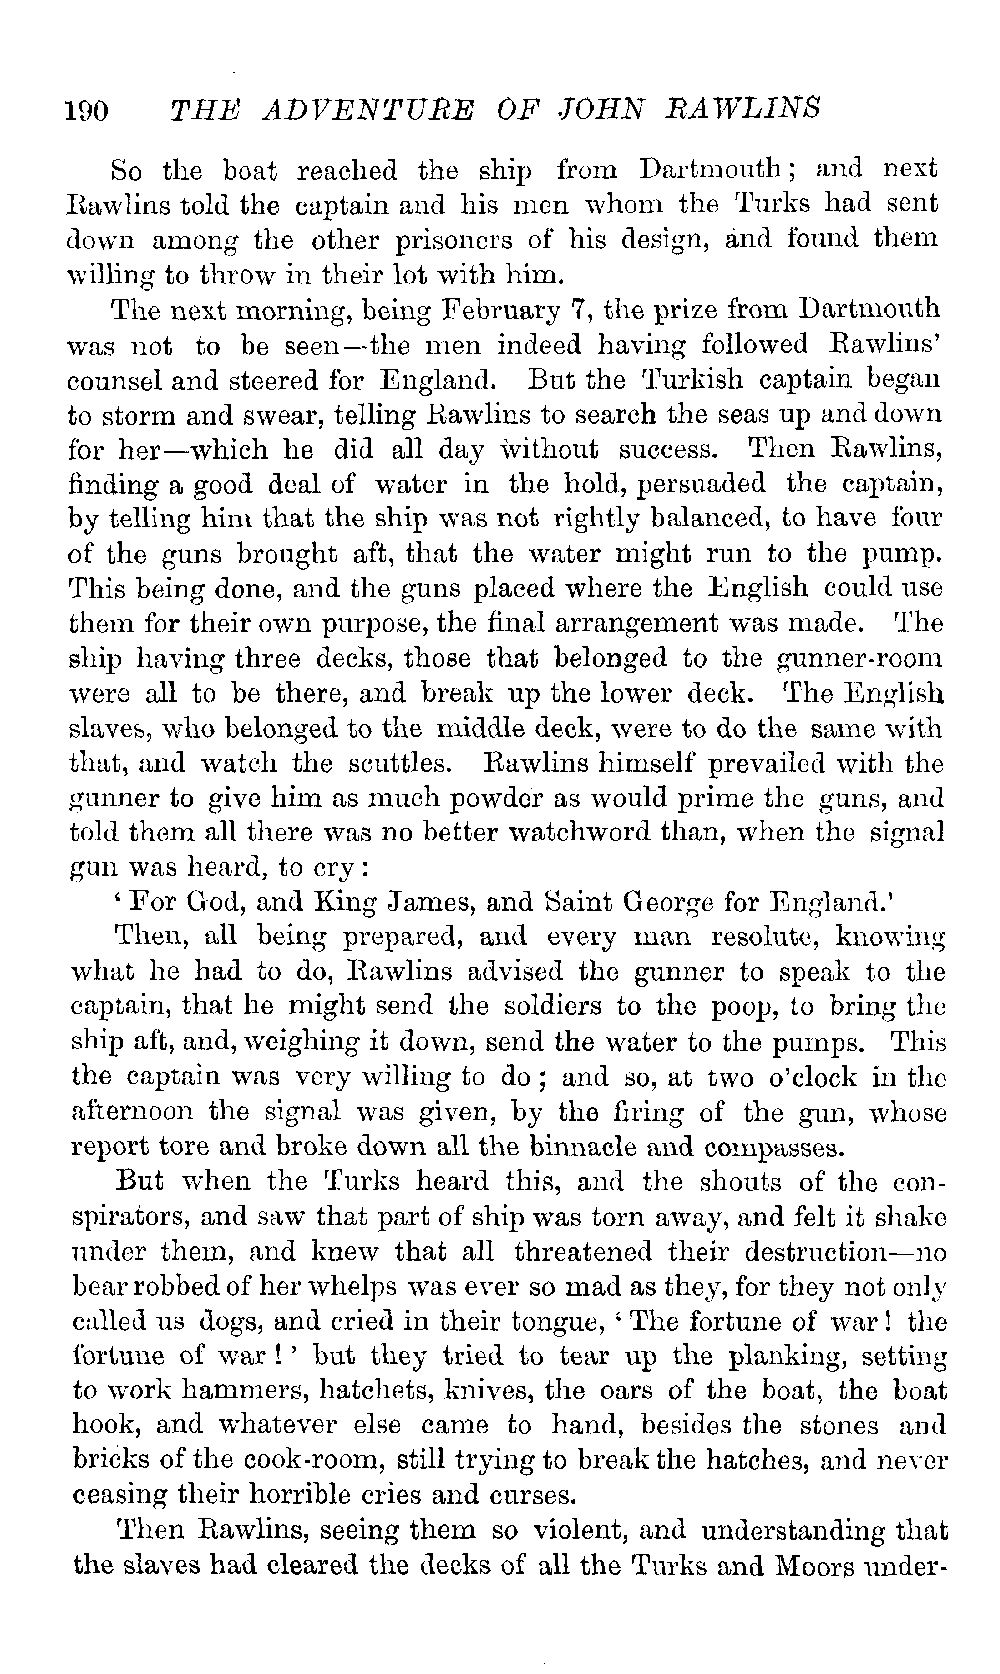 190 THE ADVENTURE OF JOHN RAWLINS
So the boat reached the ship from Dartmouth; and next
Rawlins told the captain and his men whom the Turks had sent
down among the other prisoners of his design, and found them
willing to throw in their lot with him.
The next morning, being February 7, the prize from Dartmouth
was not to be seen—the men indeed having followed Rawlins'
counsel and steered for England. But the Turkish captain began
to storm and swear, telling Rawlins to search the seas up and down
for her—which he did all day without success. Then Rawlins,
finding a good deal of water in the hold, persuaded the captain,
by telling him that the ship was not rightly balanced, to have four
of the guns brought aft, that the water might run to the pump.
This being done, and the guns placed where the English could use
them for their own purpose, the final arrangement was made. The
ship having three decks, those that belonged to the gunner-room
were all to be there, and break up the lower deck. The English
slaves, who belonged to the middle deck, were to do the same with
that, and watch the scuttles. Rawlins himself prevailed with the
gunner to give him as much powder as would prime the guns, and
told them all there was no better watchword than, when the signal
gun was heard, to cry:
'For God, and King James, and Saint George for England.'
Then, all being prepared, and every man resolute, knowing
what he had to do, Rawlins advised the gunner to speak to the
captain, that he might send the soldiers to the poop, to bring the
ship aft, and, weighing it down, send the water to the pumps. This
the captain was very willing to do; and so, at two o'clock in the
afternoon the signal was given, by the firing of the gun, whose
report tore and broke down all the binnacle and compasses.
But when the Turks heard this, and the shouts of the con-
spirators, and saw that part of ship was torn away, and felt it shake
under them, and knew that all threatened their destruction—no
bear robbed of her whelps was ever so mad as they, for they not only
called us dogs, and cried in their tongue, 'The fortune of war! the
fortune of war!' but they tried to tear up the planking, setting
to work hammers, hatchets, knives, the oars of the boat, the boat
hook, and whatever else came to hand, besides the stones and
bricks of the cook-room, still trying to break the hatches, and never
ceasing their horrible cries and curses.
Then Rawlins, seeing them so violent, and understanding that
the slaves had cleared the decks of all the Turks and Moors under-